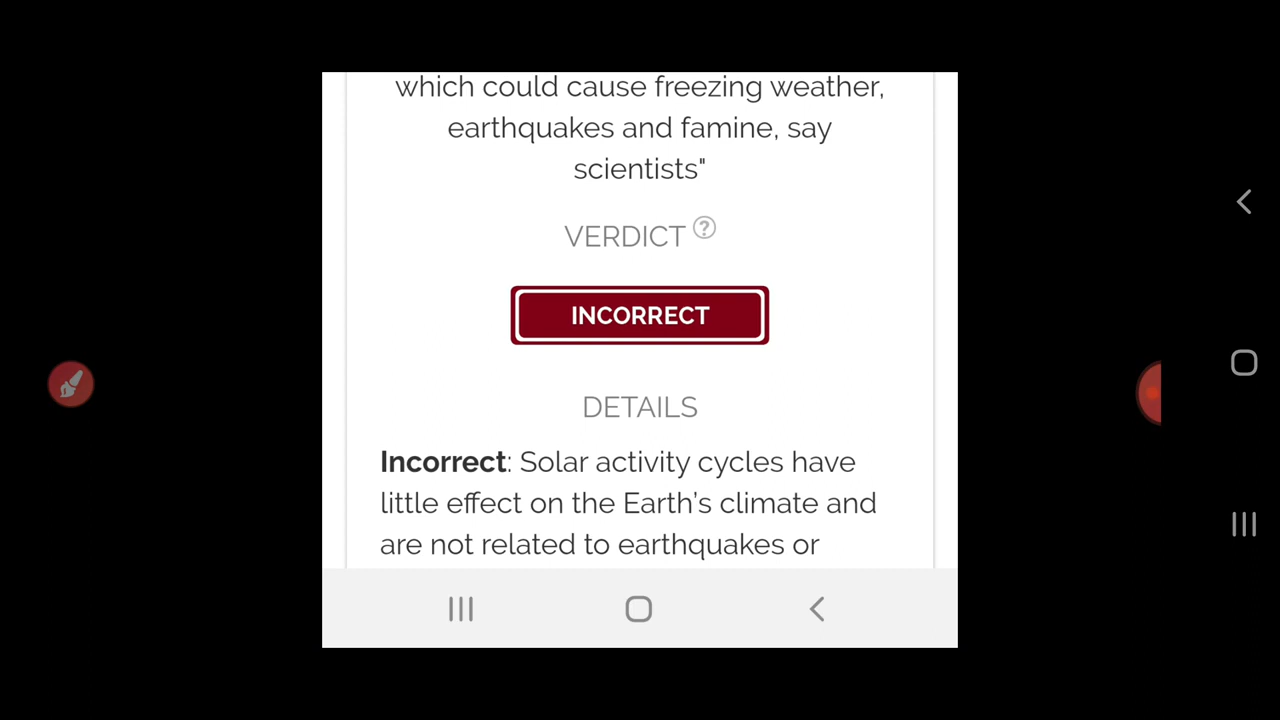 which could cause freezing weather,
earthquakes and famine, say
scientists"
VERDICT ?
INCORRECT
DETAILS
Incorrect: Solar activity cycles have
little effect on the Earth’s climate and
are not related to earthquakes or